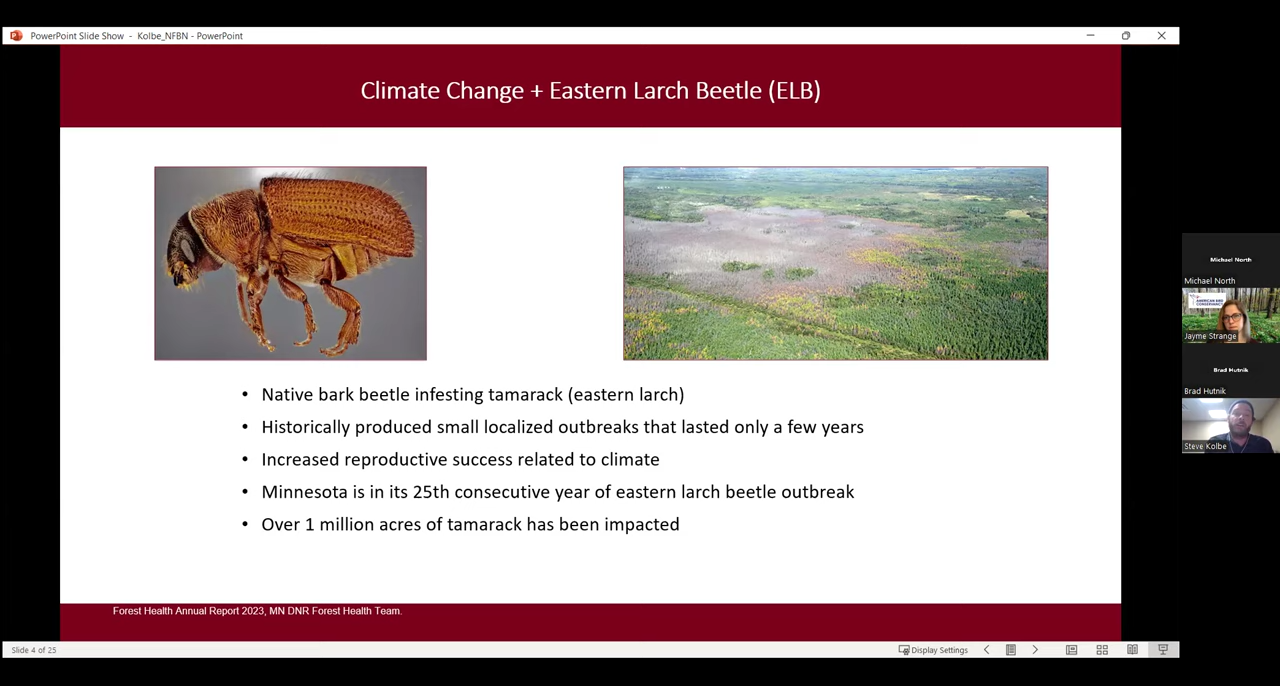 PowerPoint Slide Show - Kolbe_NFBN - PowerPoint
Climate Change + Eastern Larch Beetle (ELB)
• Native bark beetle infesting tamarack (eastern larch)
• Historically produced small localized outbreaks that lasted only a few years
• Increased reproductive success related to climate
• Minnesota is in its 25th consecutive year of eastern larch beetle outbreak
• Over 1 million acres of tamarack has been impacted
Forest Health Annual Report 2023, MN DNR Forest Health Team.
Slide 4 of 25
Display Settings
Michael North
Michael North
AMERICAN BIRD
CONSERVANCY
Jayme Strange
Brad Hutnik
Brad Hutnik
Steve Kolbe